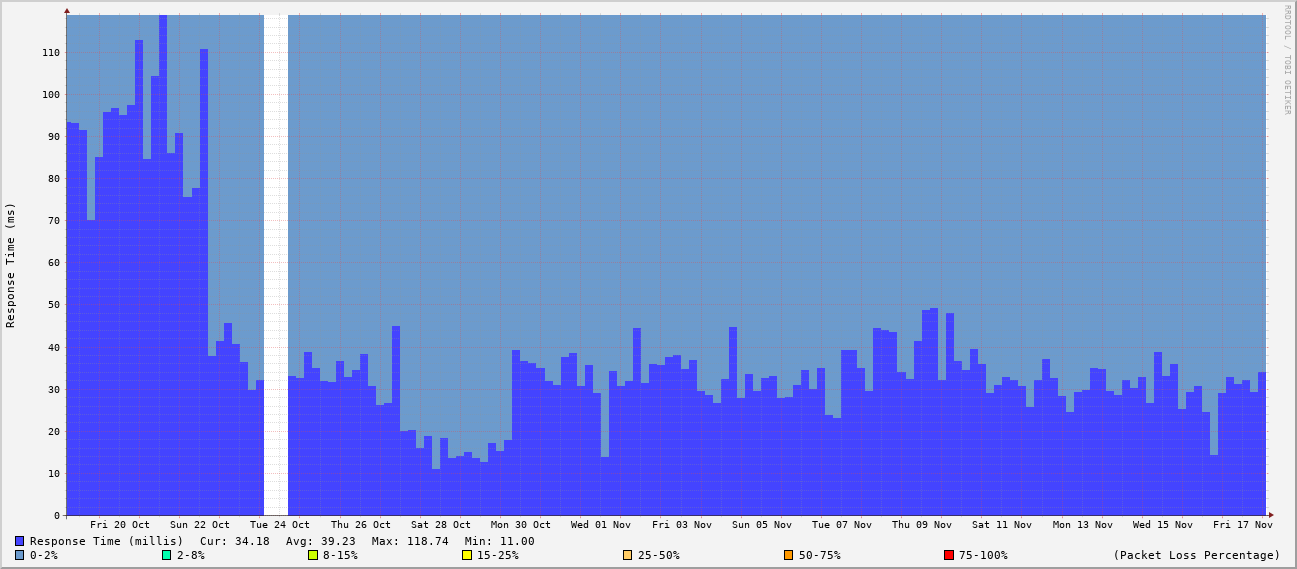 RRDTOOL / TOBI OETIKER
Response Time (ms)
110
100
90
80
70
60
50
40
30
20
10
0
Fri 20 Oct Sun 22 Oct Tue 24 Oct Thu 26 Oct Sat 28 Oct Mon 30 Oct Wed 01 Nov Fri 03 Nov Sun 05 Nov Tue 07 Nov Thu 09 Nov Sat 11 Nov Mon 13 Nov Wed 15 Nov Fri 17 Nov
Response Time (millis) Cur: 34.18 Avg: 39.23 Max: 118.74 Min: 11.00
0-2% 2-8% 8-15% 15-25% 25-50% 50-75% 75-100% (Packet Loss Percentage)